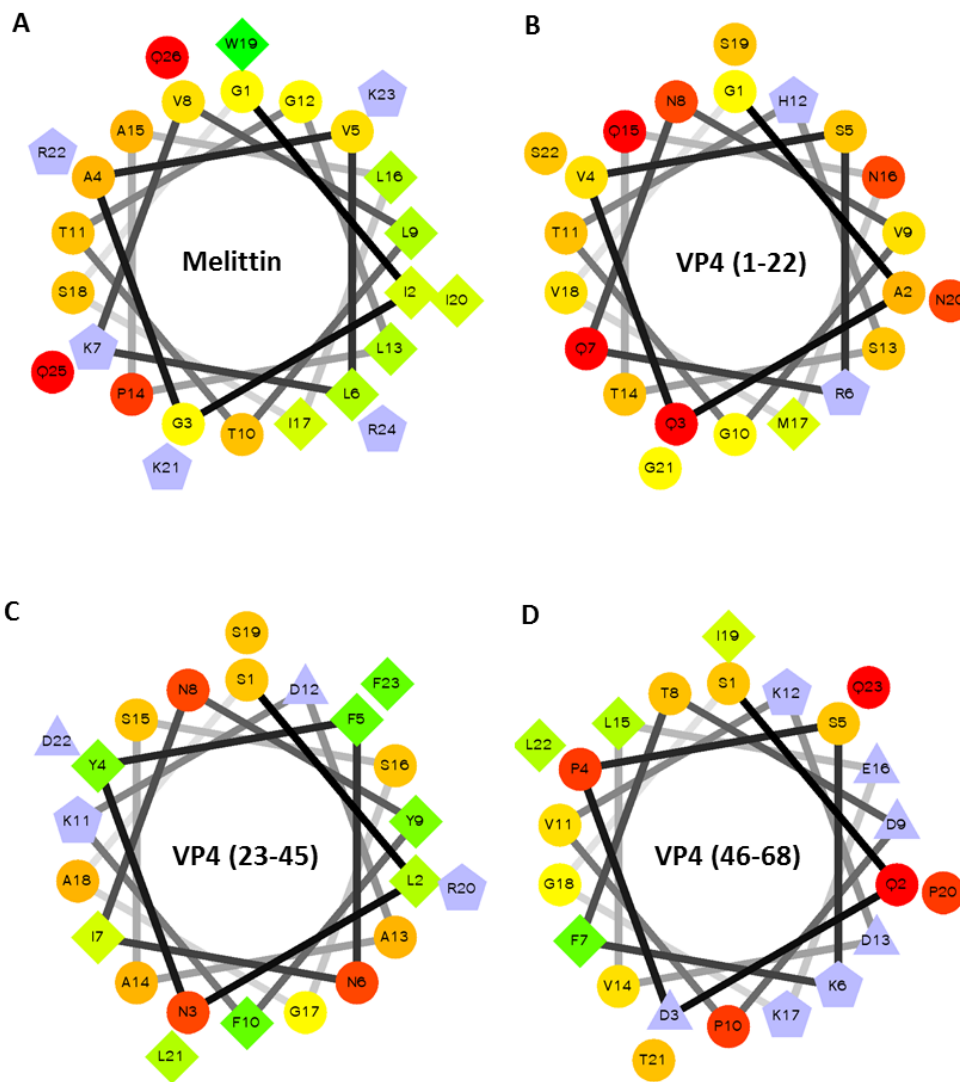 A
B
W19
Q26
G1
V8
G12
K23
A15
V5
R22
A4
L16
T11
L9
Melittin
S18
I2
I20
K7
L13
Q25
P14
L6
G3
I17
T10
R24
K21
S19
G1
N8
H12
Q15
S5
S22
V4
N16
T11
V9
VP4 (1-22)
V18
A2
N20
Q7
S13
T14
R6
Q3
G10
M17
G21
C
D
S19
S1
N8
D12
F23
S15
F5
D22
Y4
S16
K11
Y9
VP4 (23-45)
A18
L2
R20
I7
A13
A14
N6
N3
F10
G17
L21
I19
S1
T8
K12
Q23
L15
S5
L22
P4
E16
V11
D9
VP4 (46-68)
G18
Q2
P20
F7
D13
V14
K6
D3
P10
K17
T21